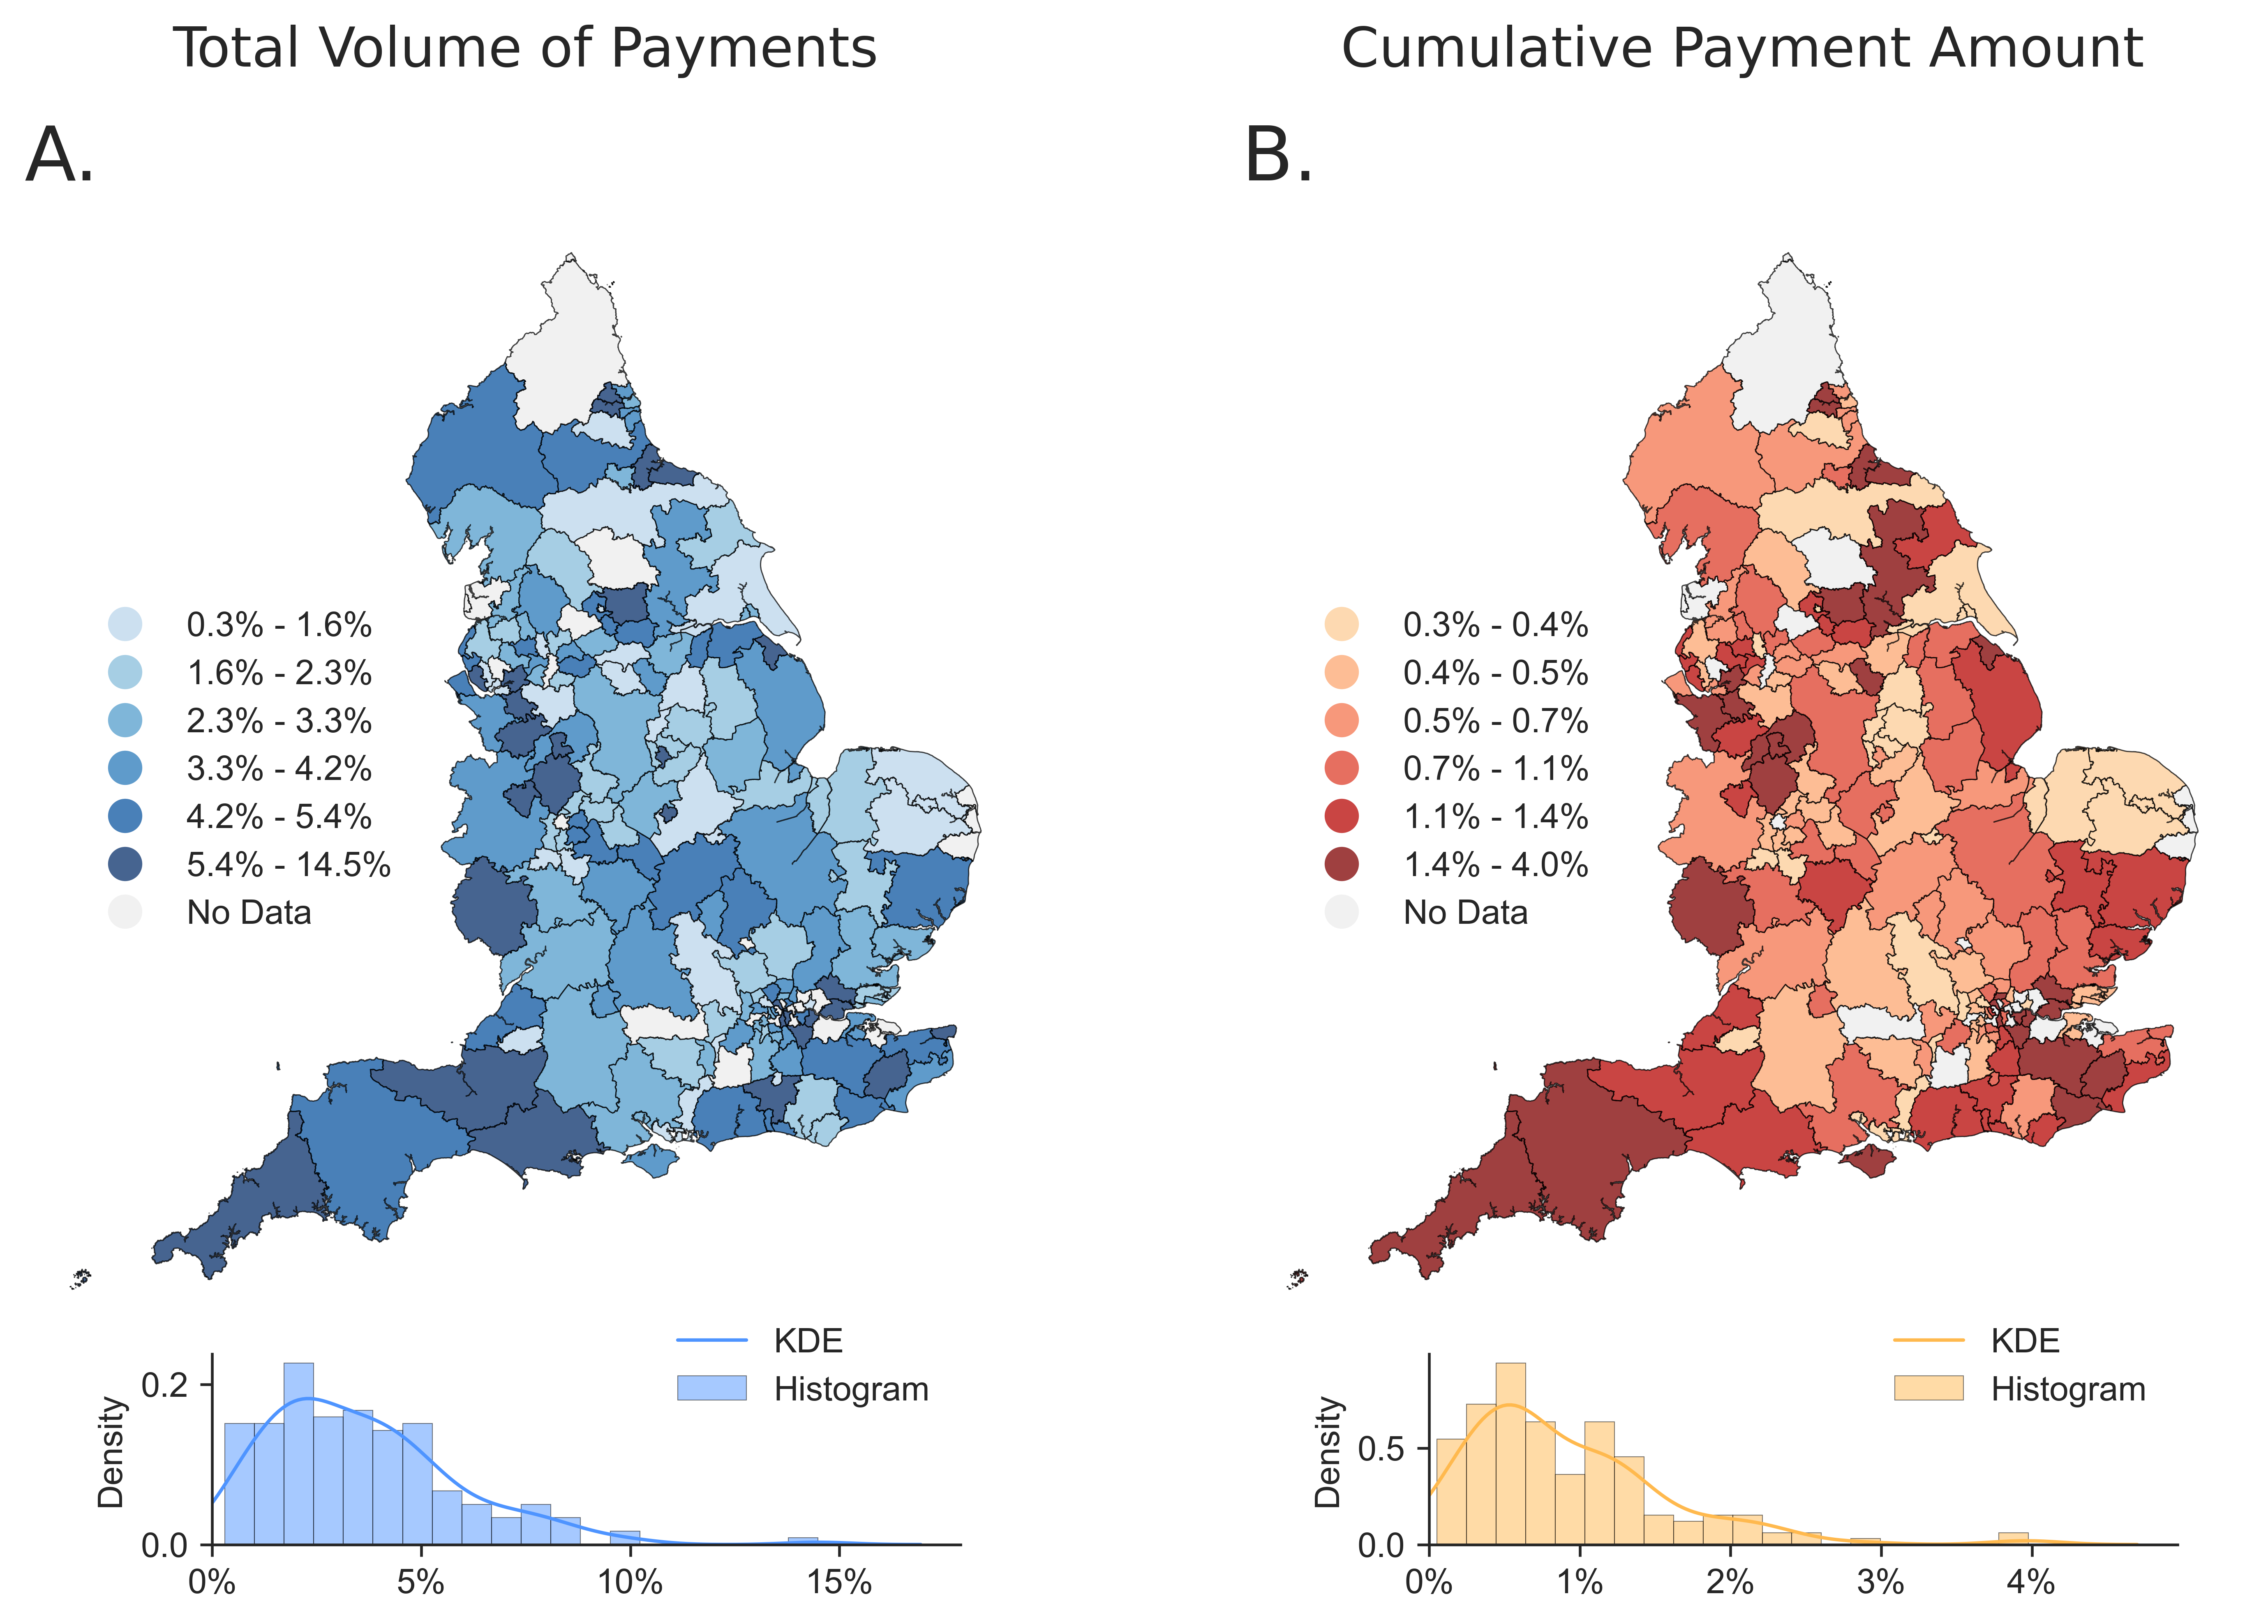 Total Volume of Payments
Cumulative Payment Amount
A.
B.
0.3% - 1.6%
1.6% - 2.3%
2.3% - 3.3%
3.3% - 4.2%
4.2% - 5.4%
5.4% - 14.5%
No Data
0.3% - 0.4%
0.4% - 0.5%
0.5% - 0.7%
0.7% - 1.1%
1.1% - 1.4%
1.4% - 4.0%
No Data
KDE
Histogram
Density
0.2
0.0
0%
5%
10%
15%
KDE
Histogram
Density
0.5
0.0
0%
1%
2%
3%
4%